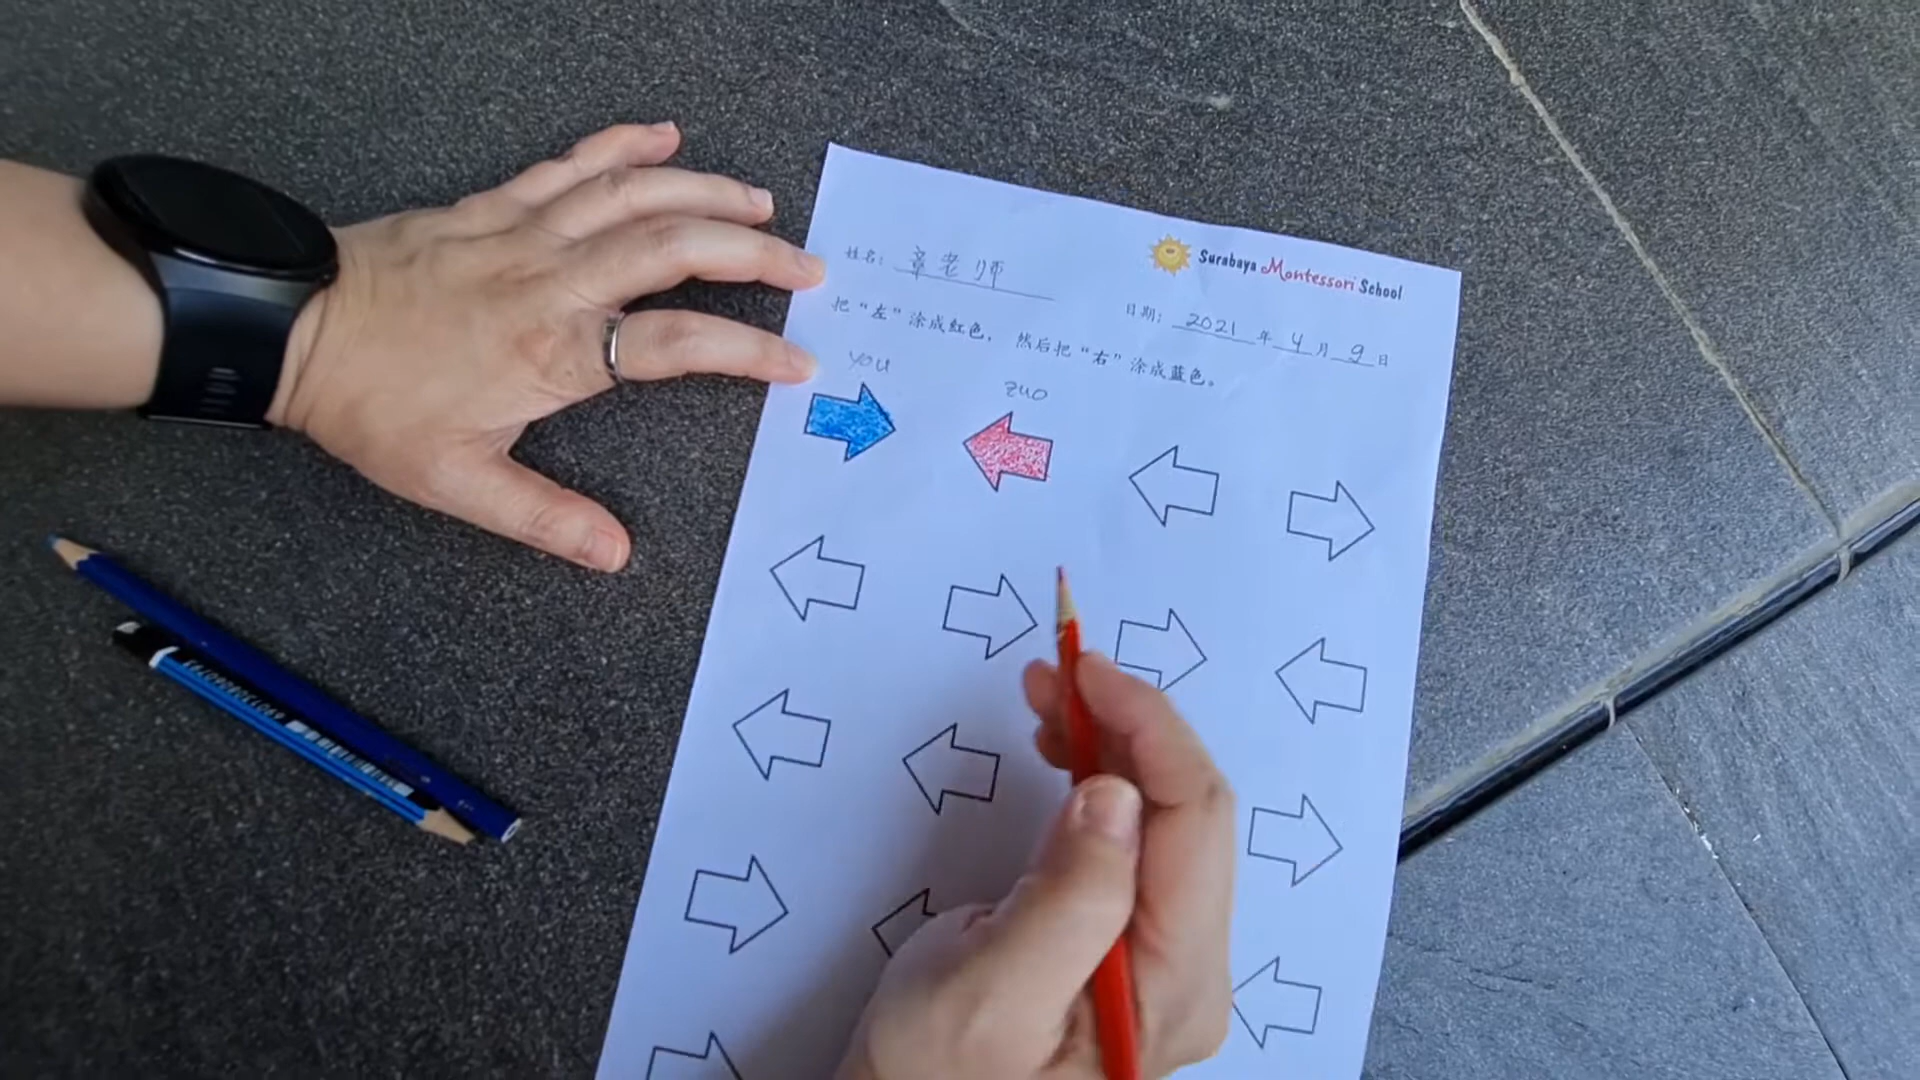 Surabaya Montessori School
姓名: 章老师
日期: 2021 年 4 月 9 日
把“左”涂成红色, 然后把“右”涂成蓝色。
you
zuo